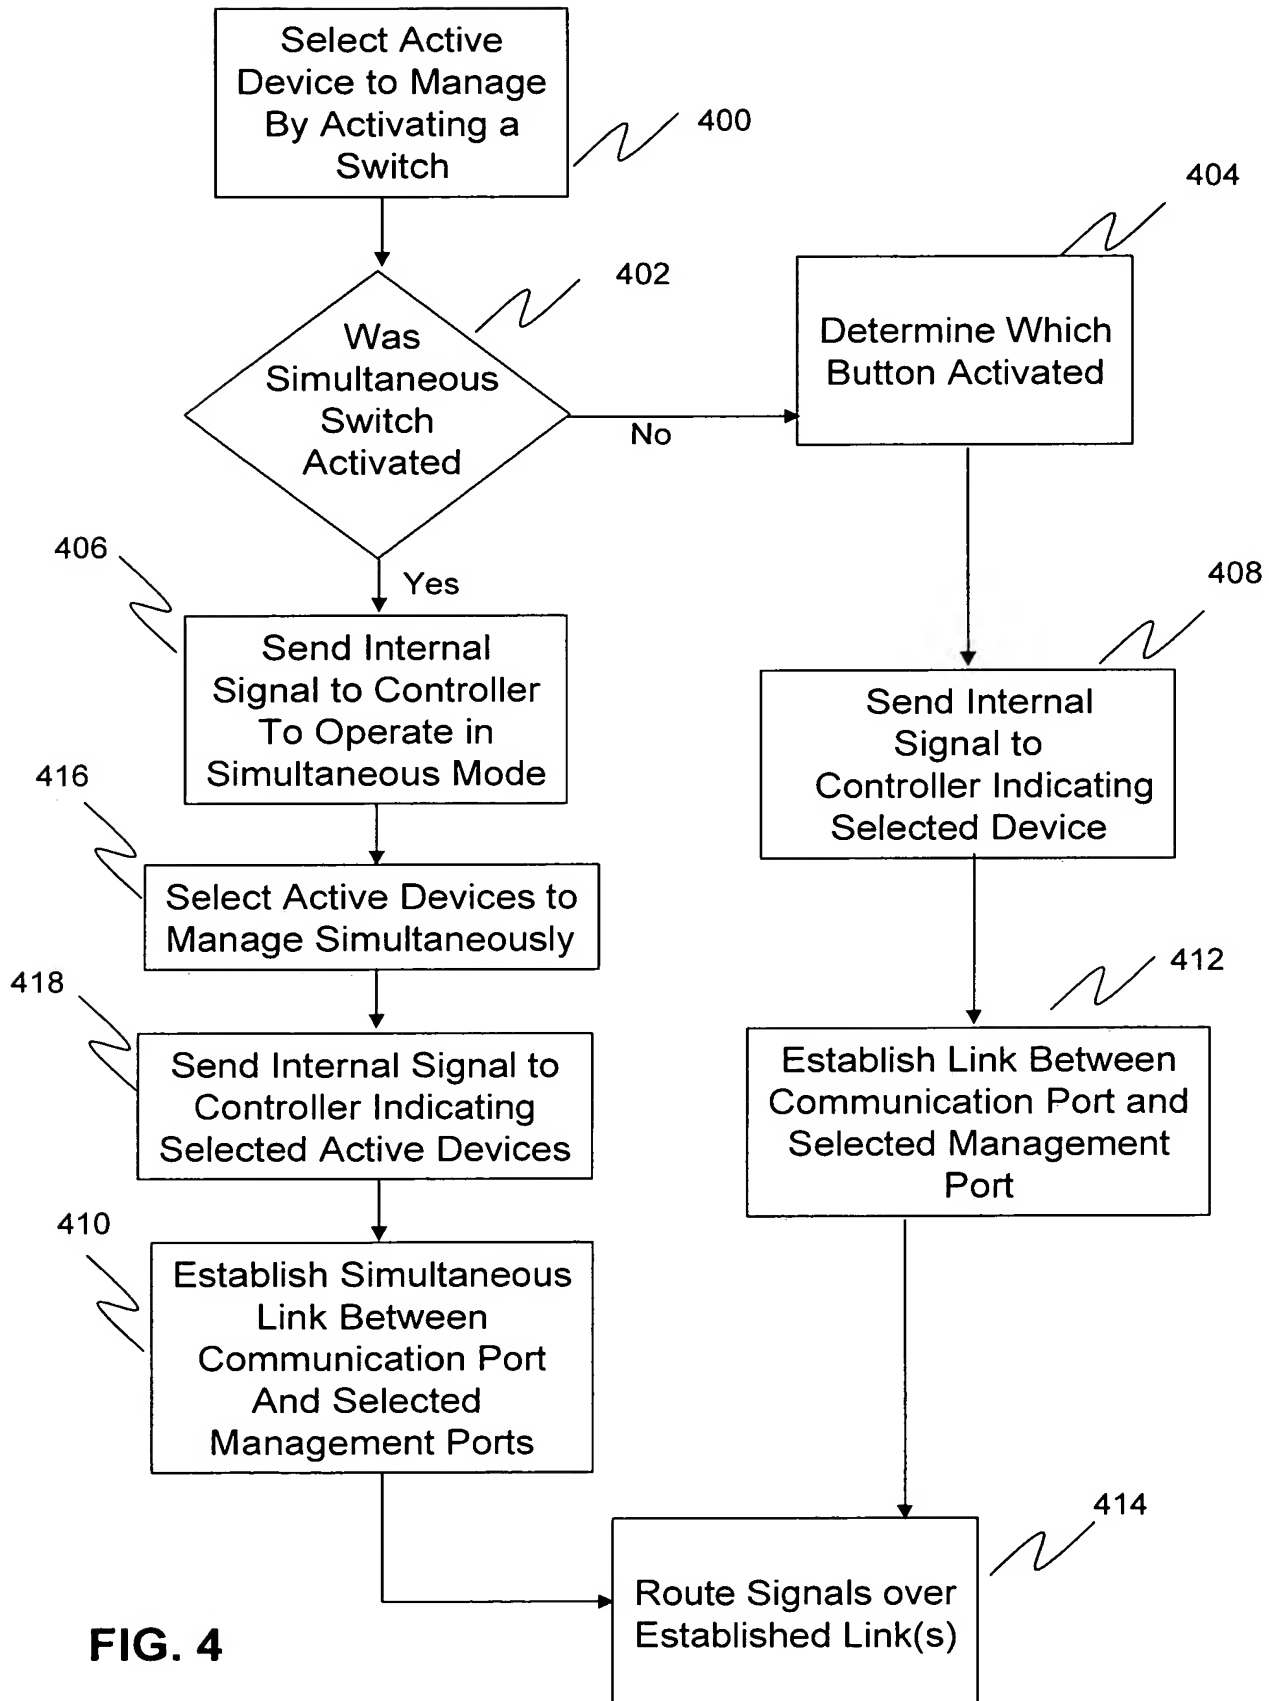 Select Active
Device to Manage
By Activating a
Switch
400
404
402
Was
Simultaneous
Switch
Activated
No
Determine Which
Button Activated
406
Yes
408
Send Internal
Signal to Controller
To Operate in
Simultaneous Mode
Send Internal
Signal to
Controller Indicating
Selected Device
416
Select Active Devices to
Manage Simultaneously
412
418
Send Internal Signal to
Controller Indicating
Selected Active Devices
Establish Link Between
Communication Port and
Selected Management
Port
410
Establish Simultaneous
Link Between
Communication Port
And Selected
Management Ports
414
Route Signals over
Established Link(s)
FIG. 4